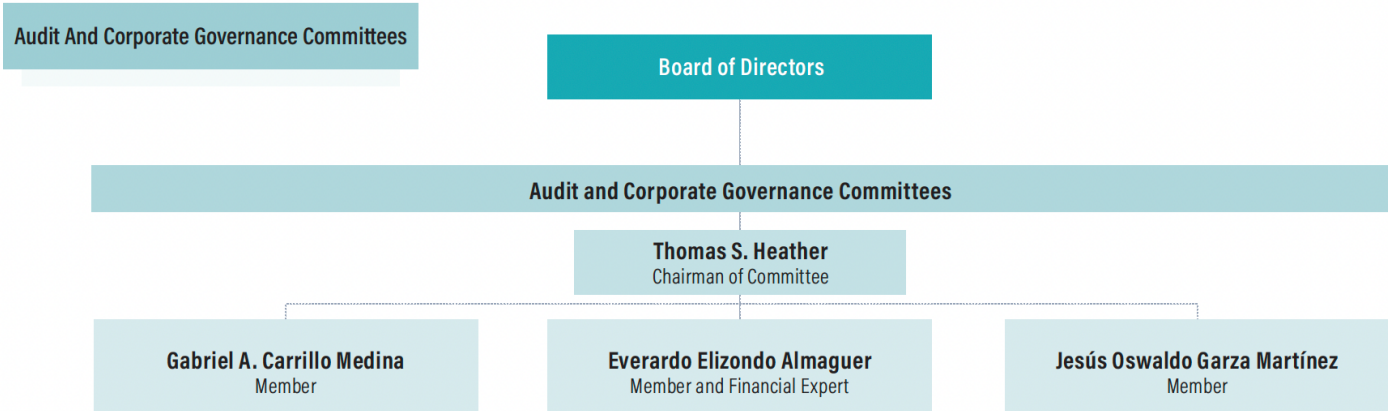 Audit And Corporate Governance Committees
Board of Directors
Audit and Corporate Governance Committees
Thomas S. Heather
Chairman of Committee
Gabriel A. Carrillo Medina
Member
Everardo Elizondo Almaguer
Member and Financial Expert
Jesús Oswaldo Garza Martínez
Member